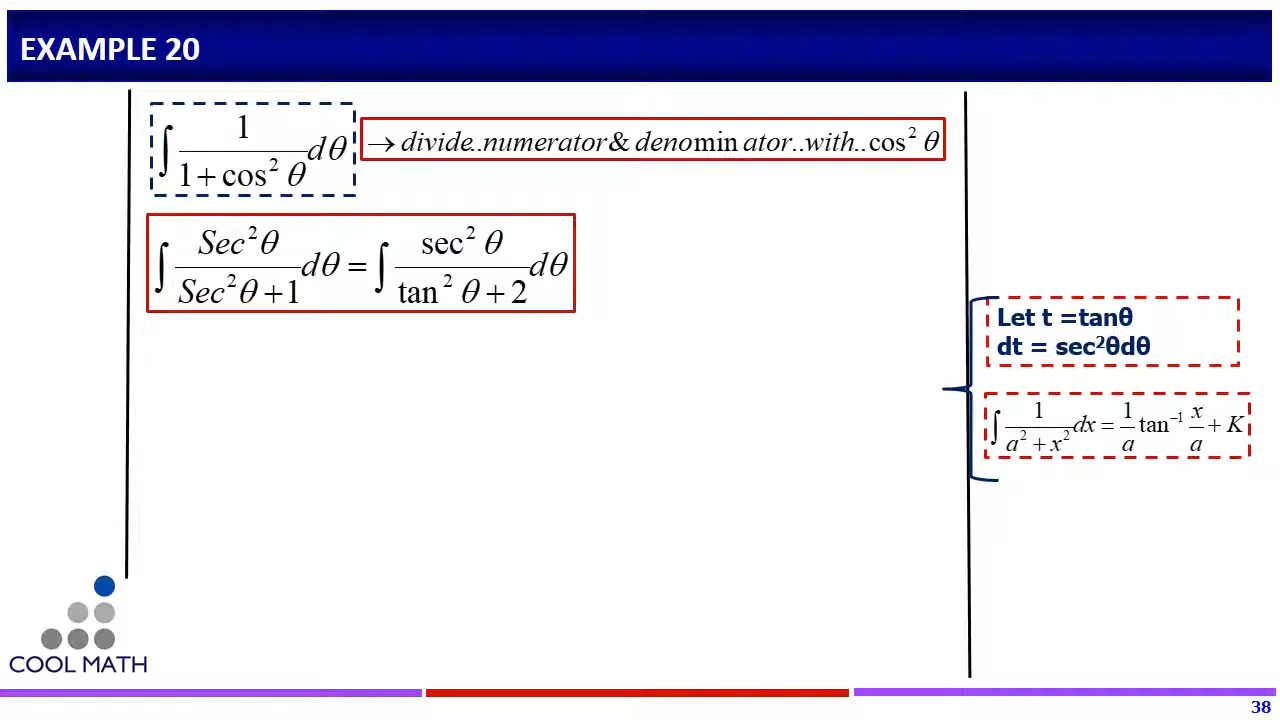 EXAMPLE 20
∫ 1/(1 + cos² θ) dθ → divide..numerator & denominator..with..cos² θ
∫ Sec²θ/(Sec²θ + 1) dθ = ∫ sec² θ/(tan² θ + 2) dθ
Let t =tanθ
dt = sec²θdθ
∫ 1/(a² + x²) dx = 1/a tan⁻¹ x/a + K
COOL MATH
38